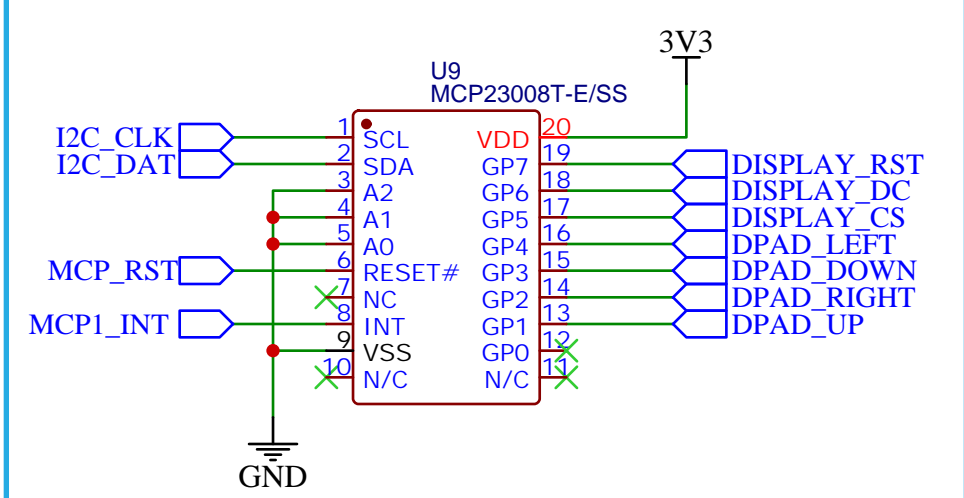 3V3
U9
MCP23008T-E/SS
I2C_CLK 1 SCL VDD 20
I2C_DAT 2 SDA GP7 19 DISPLAY_RST
3 A2 GP6 18 DISPLAY_DC
4 A1 GP5 17 DISPLAY_CS
5 A0 GP4 16 DPAD_LEFT
MCP_RST 6 RESET# GP3 15 DPAD_DOWN
7 NC GP2 14 DPAD_RIGHT
MCP1_INT 8 INT GP1 13 DPAD_UP
9 VSS GP0 12
10 N/C N/C 11
GND